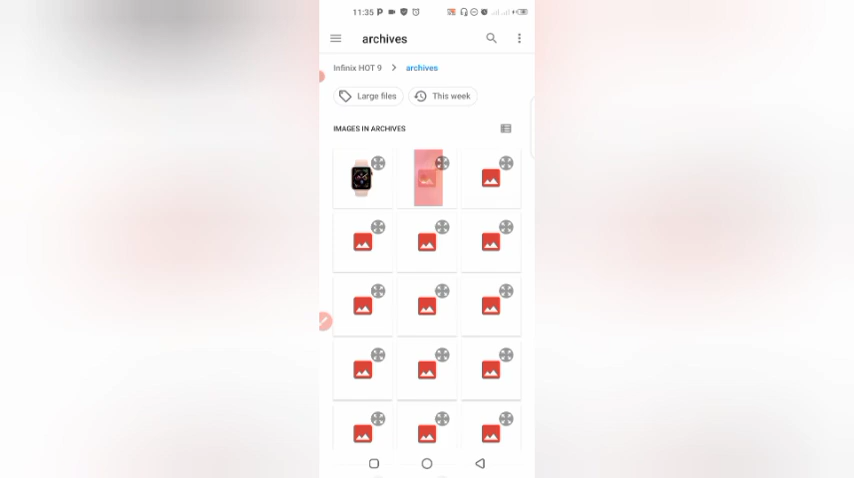 11:35 P
archives
Infinix HOT 9 > archives
Large files
This week
IMAGES IN ARCHIVES